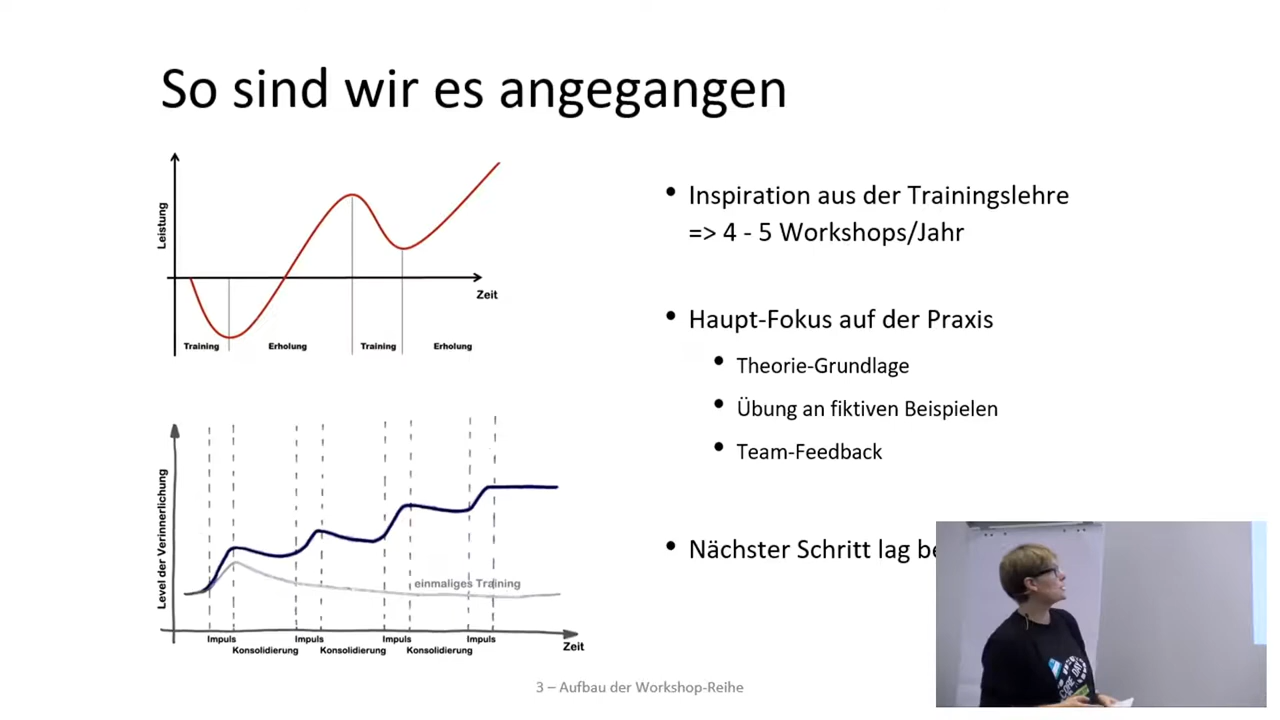 So sind wir es angegangen
Leistung
Zeit
Training Erholung Training Erholung
Level der Verinnerlichung
einmaliges Training
Impuls Impuls Impuls Impuls
Konsolidierung Konsolidierung Konsolidierung
Zeit
• Inspiration aus der Trainingslehre
=> 4 - 5 Workshops/Jahr
• Haupt-Fokus auf der Praxis
• Theorie-Grundlage
• Übung an fiktiven Beispielen
• Team-Feedback
• Nächster Schritt lag
3 – Aufbau der Workshop-Reihe